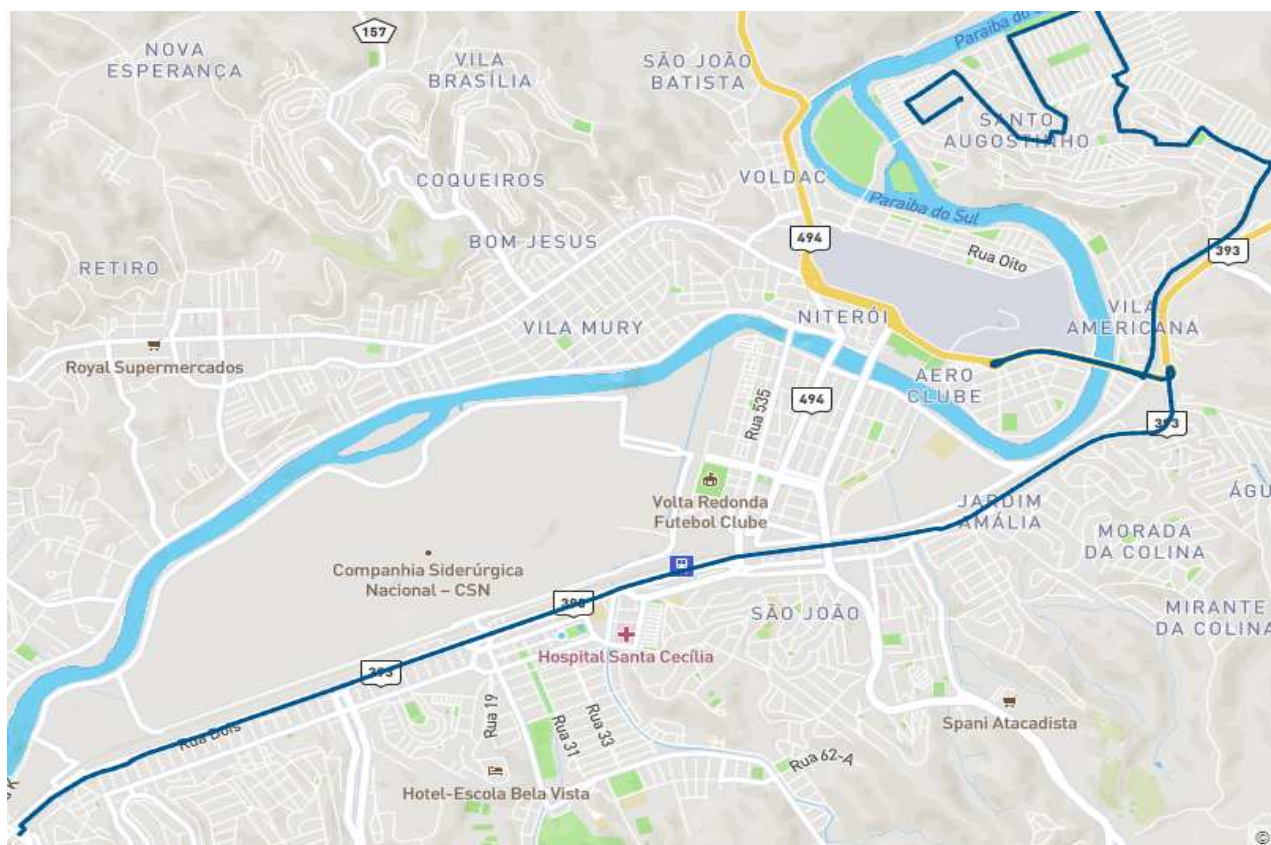 157
NOVA
ESPERANÇA
VILA
BRASÍLIA
SÃO JOÃO
BATISTA
SANTO
AUGOSTINHO
VOLDAC
COQUEIROS
Paraíba do Sul
BOM JESUS
494
Rua Oito
393
RETIRO
VILA
AMERICANA
NITERÓI
VILA MURY
Royal Supermercados
AERO
CLUBE
494
Rua 535
393
Volta Redonda
Futebol Clube
JARDIM
AMÁLIA
ÁGU
MORADA
DA COLINA
Companhia Siderúrgica
Nacional – CSN
393
SÃO JOÃO
MIRANTE
DA COLINA
Hospital Santa Cecília
393
Rua 19
Rua 33
Rua 31
Spani Atacadista
Rua Dois
Rua 62-A
Hotel-Escola Bela Vista
©